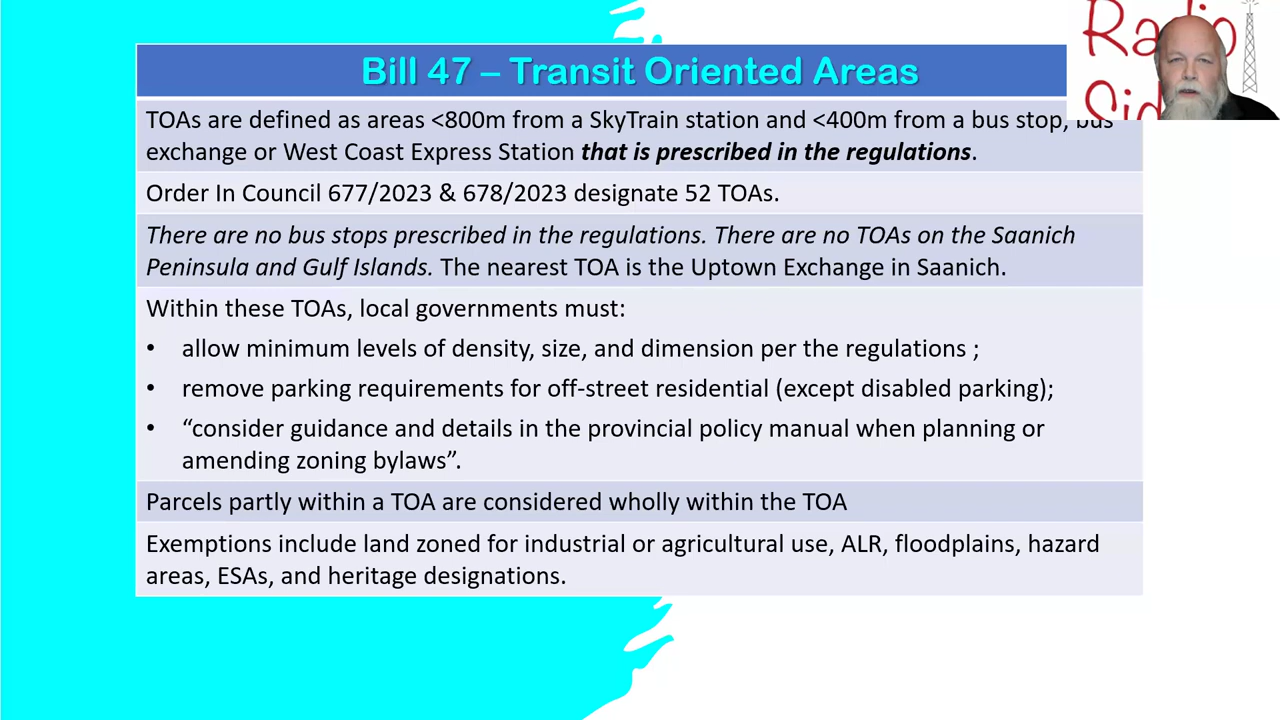 Radio
Sid
Bill 47 – Transit Oriented Areas
TOAs are defined as areas <800m from a SkyTrain station and <400m from a bus stop, bus
exchange or West Coast Express Station that is prescribed in the regulations.
Order In Council 677/2023 & 678/2023 designate 52 TOAs.
There are no bus stops prescribed in the regulations. There are no TOAs on the Saanich
Peninsula and Gulf Islands. The nearest TOA is the Uptown Exchange in Saanich.
Within these TOAs, local governments must:
• allow minimum levels of density, size, and dimension per the regulations ;
• remove parking requirements for off-street residential (except disabled parking);
• “consider guidance and details in the provincial policy manual when planning or
amending zoning bylaws”.
Parcels partly within a TOA are considered wholly within the TOA
Exemptions include land zoned for industrial or agricultural use, ALR, floodplains, hazard
areas, ESAs, and heritage designations.